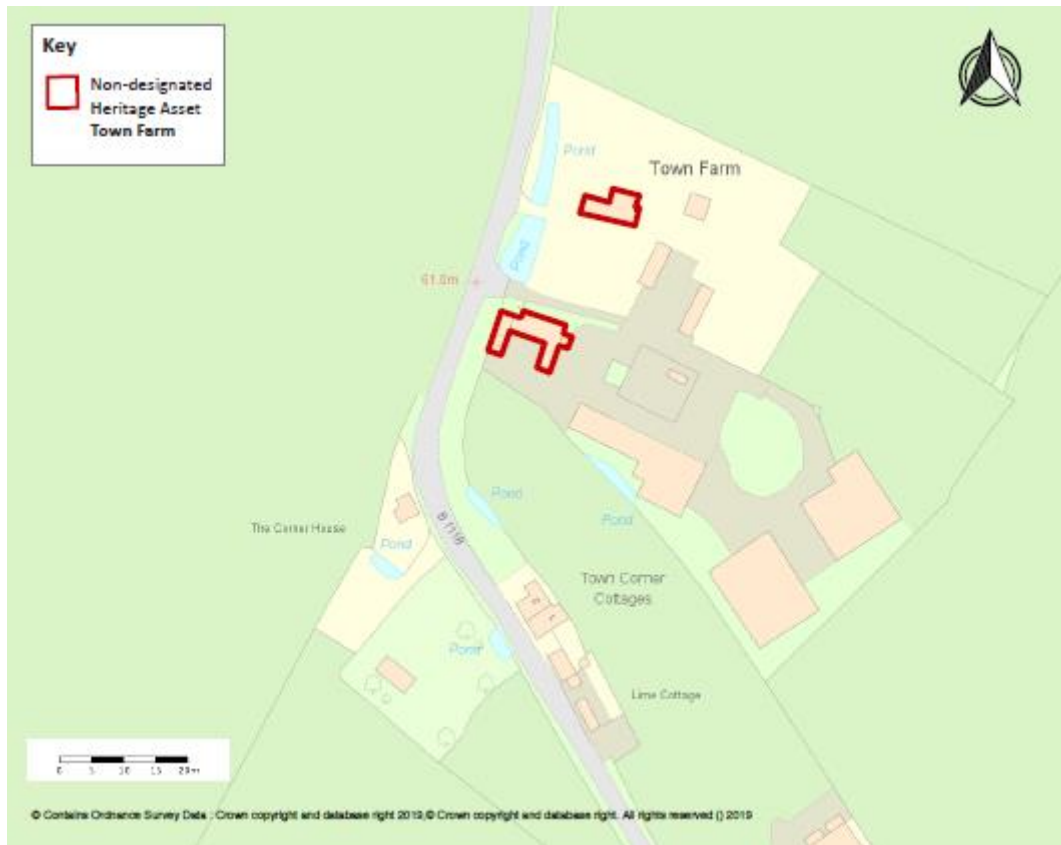 Key
Non-designated
Heritage Asset
Town Farm
Pond
Town Farm
Pond
61.0m
The Corner House
B 1118
Pond
Pond
Pond
Town Corner
Cottages
Pond
Lime Cottage
0 5 10 15 20m
© Contains Ordnance Survey Data : Crown copyright and database right 2019,© Crown copyright and database right. All rights reserved () 2019